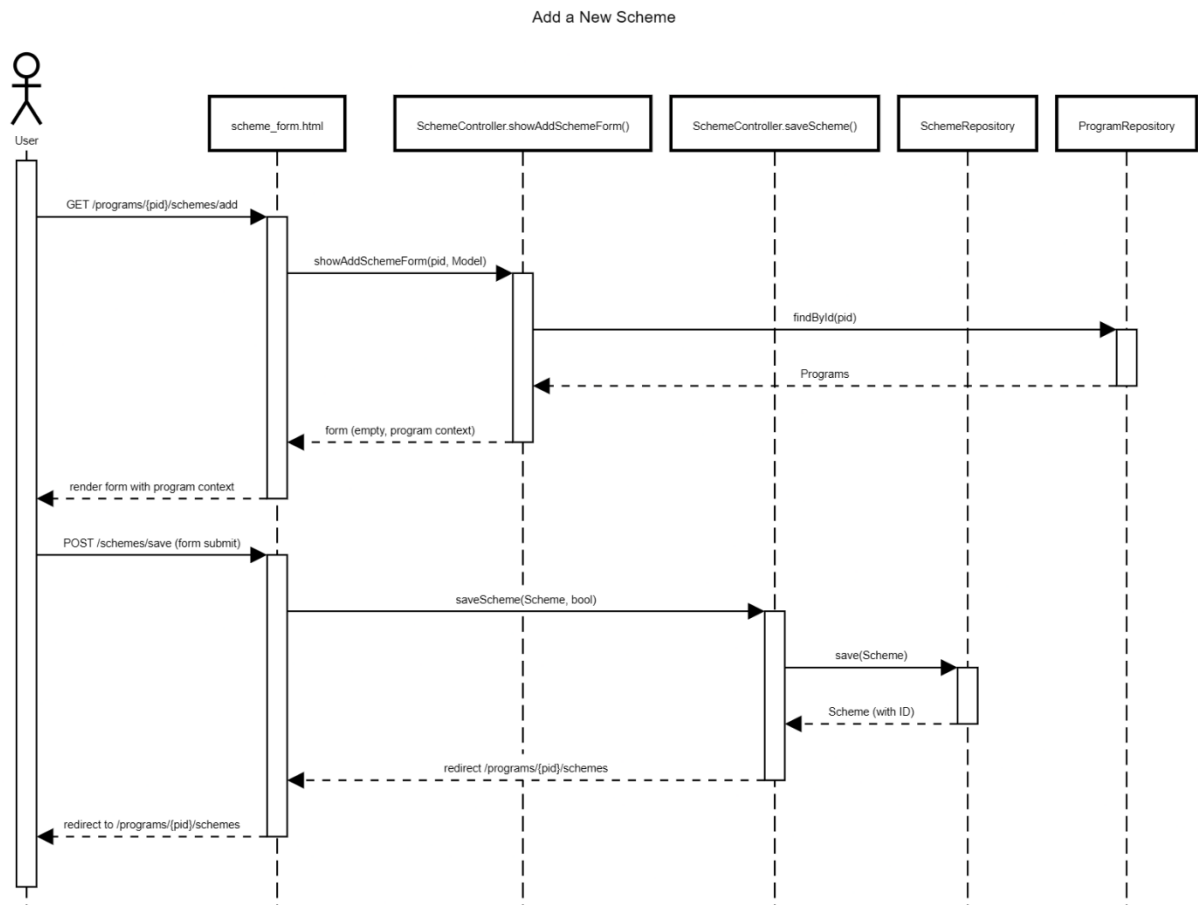 Add a New Scheme
User
scheme_form.html
SchemeController.showAddSchemeForm()
SchemeController.saveScheme()
SchemeRepository
ProgramRepository
GET /programs/{pid}/schemes/add
showAddSchemeForm(pid, Model)
findById(pid)
Programs
form (empty, program context)
render form with program context
POST /schemes/save (form submit)
saveScheme(Scheme, bool)
save(Scheme)
Scheme (with ID)
redirect /programs/{pid}/schemes
redirect to /programs/{pid}/schemes